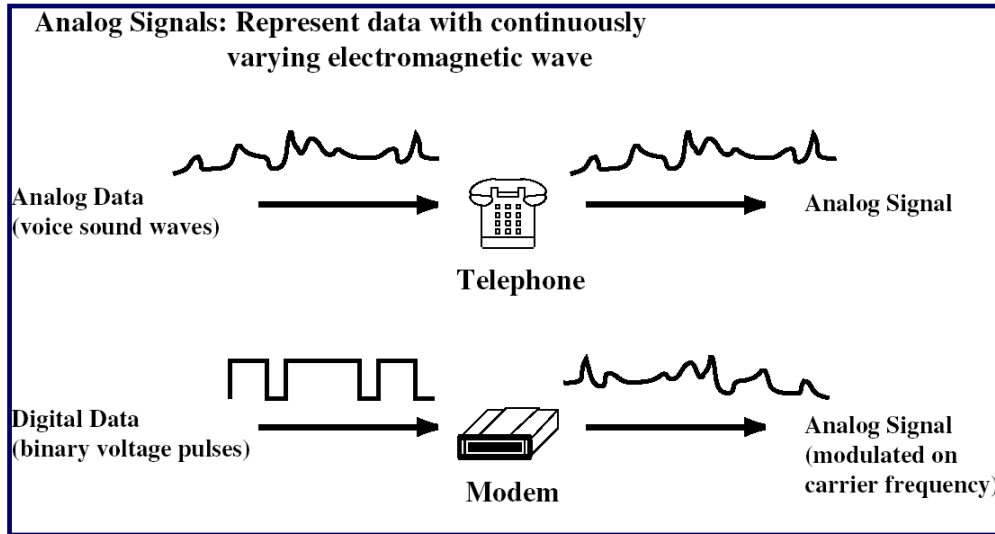 Analog Signals: Represent data with continuously
varying electromagnetic wave
Analog Data
(voice sound waves)
Telephone
Analog Signal
Digital Data
(binary voltage pulses)
Modem
Analog Signal
(modulated on
carrier frequency)